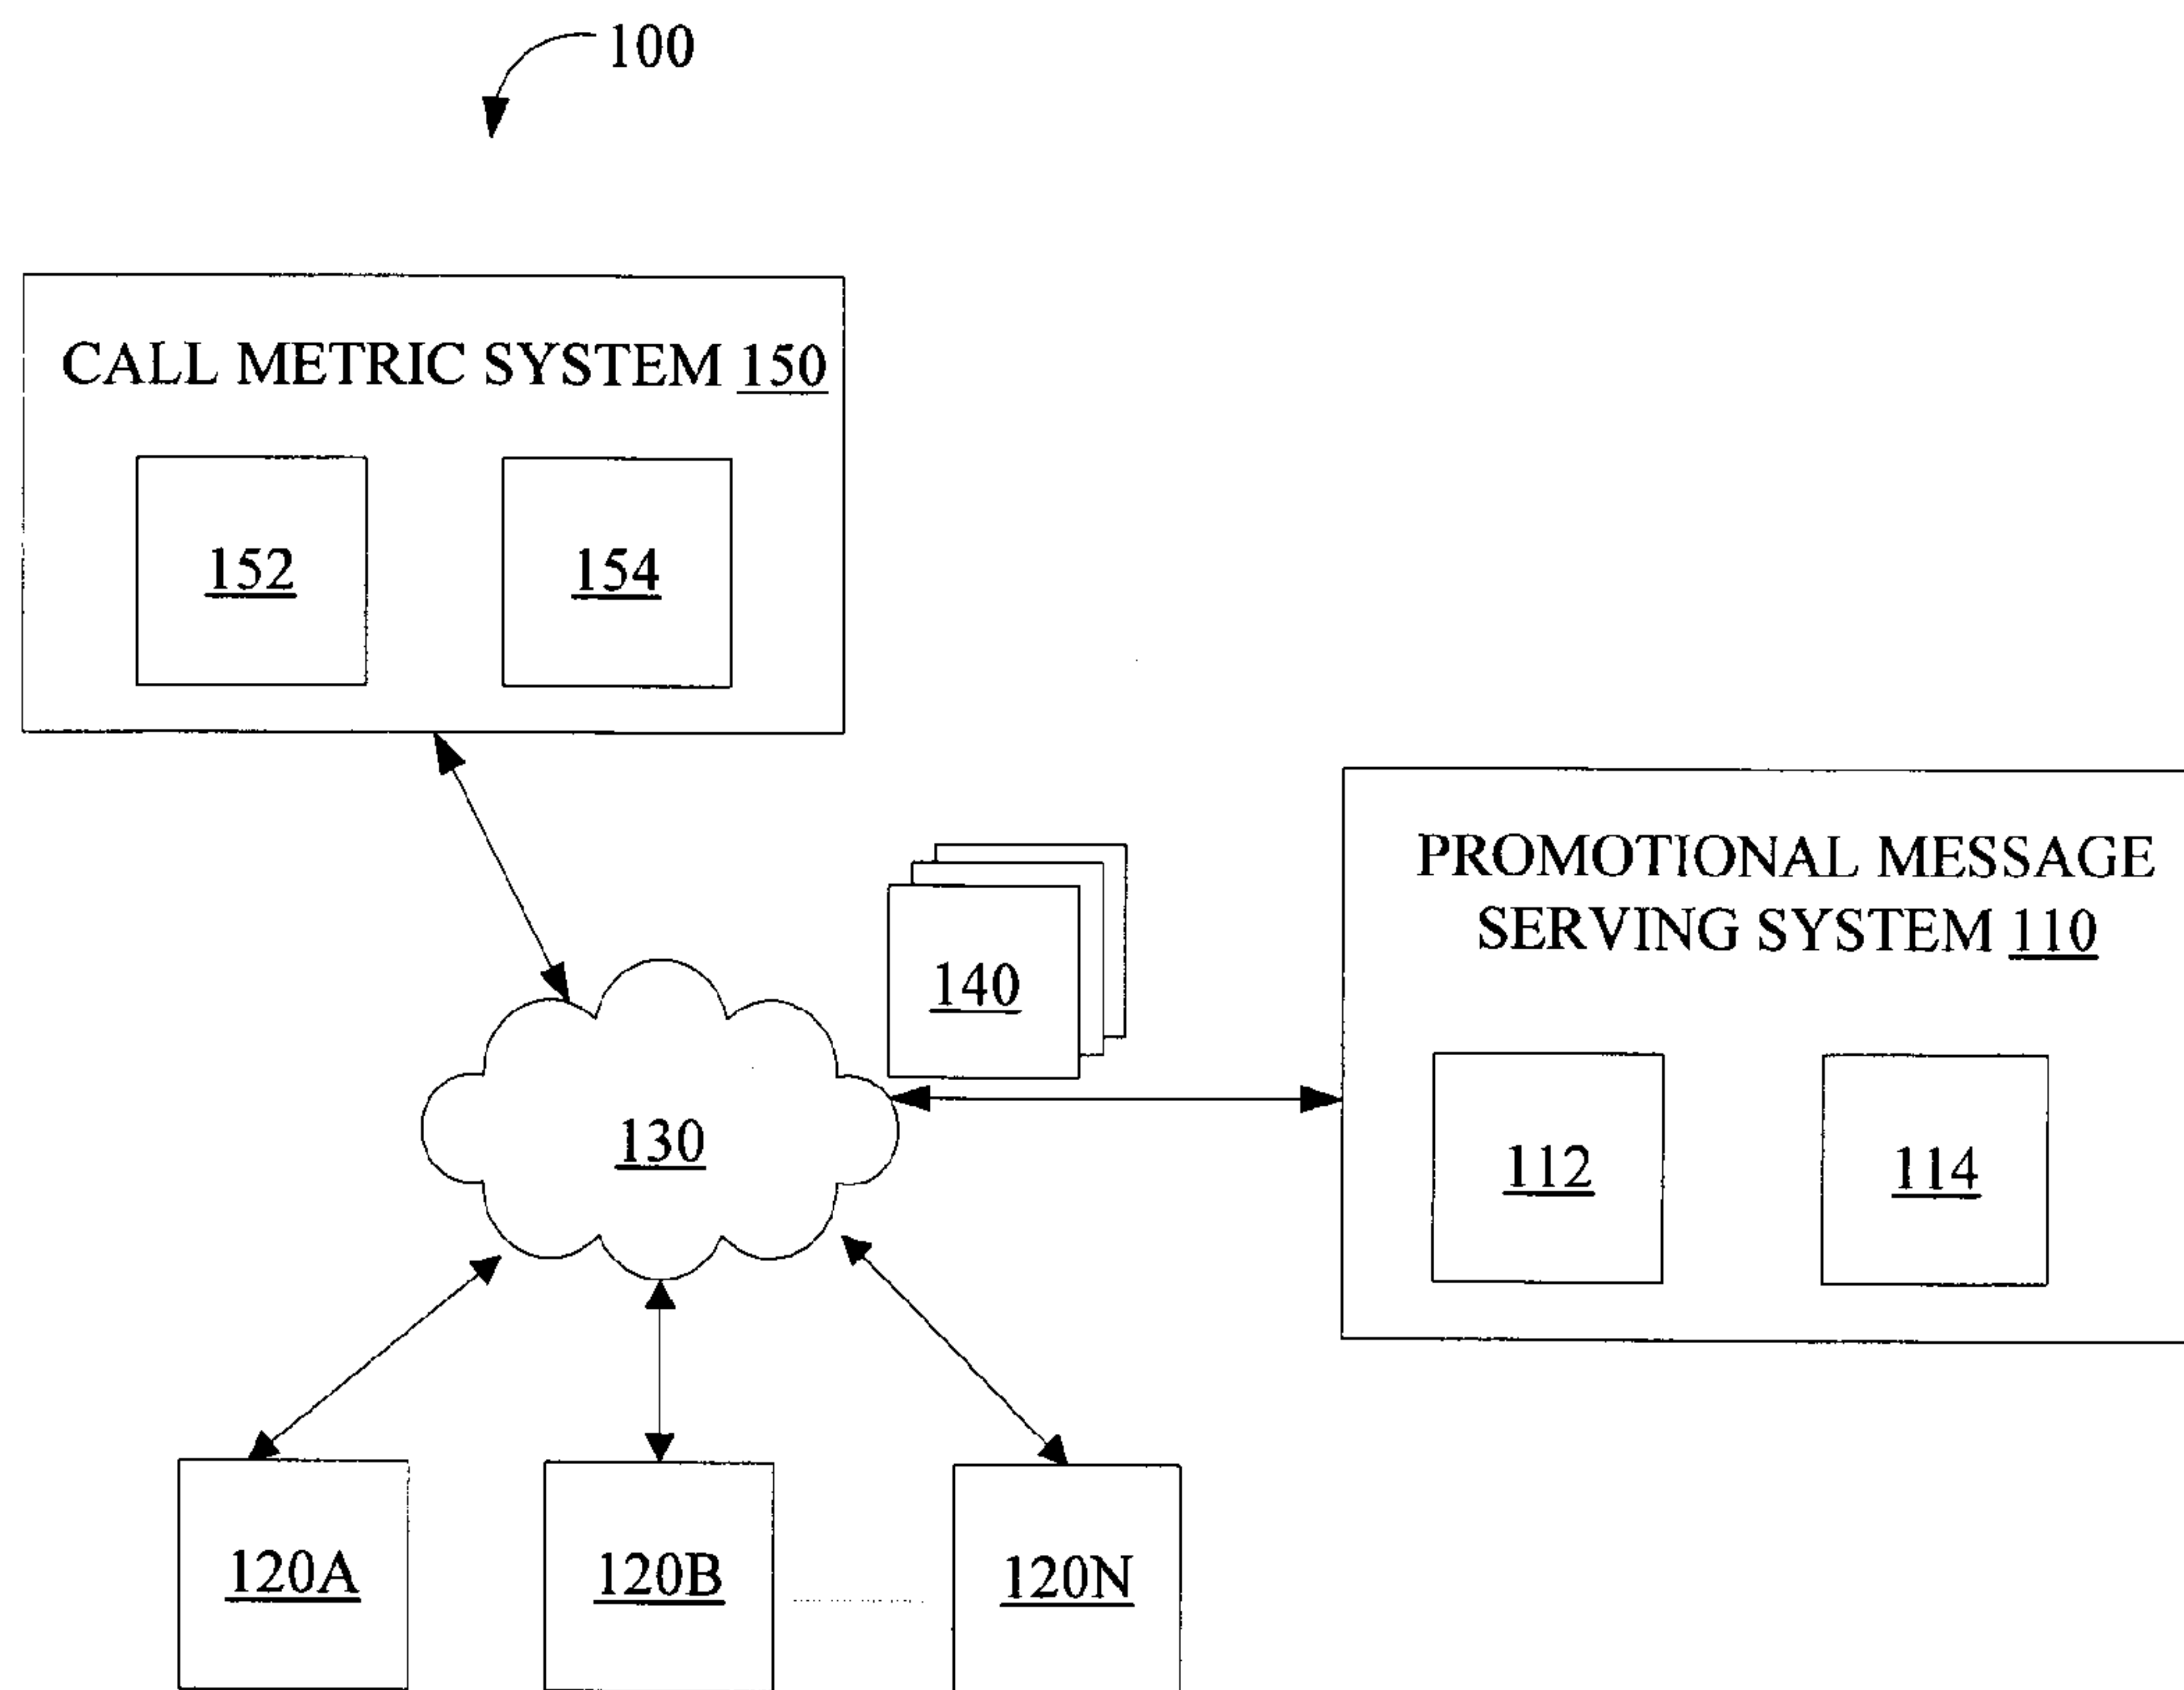 100
CALL METRIC SYSTEM 150
152 154
PROMOTIONAL MESSAGE
SERVING SYSTEM 110
140
130
112 114
120A 120B 120N